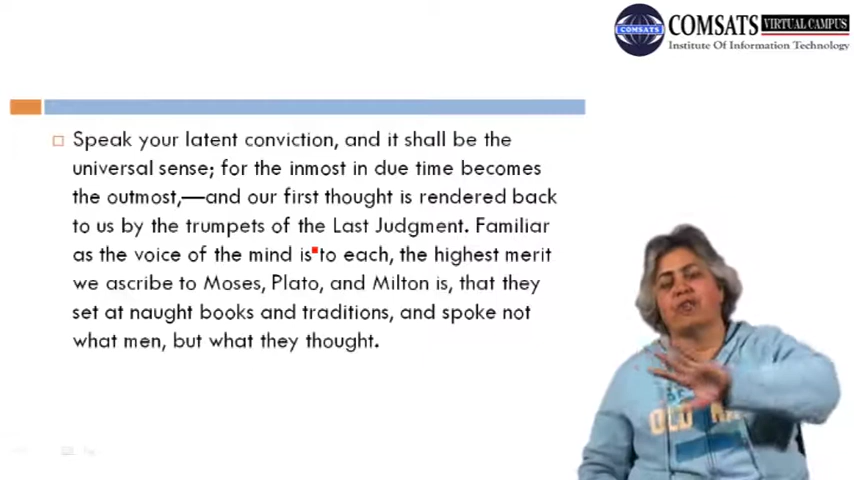 COMSATS
COMSATS VIRTUAL CAMPUS
Institute Of Information Technology
Speak your latent conviction, and it shall be the
universal sense; for the inmost in due time becomes
the outmost,—and our first thought is rendered back
to us by the trumpets of the Last Judgment. Familiar
as the voice of the mind is to each, the highest merit
we ascribe to Moses, Plato, and Milton is, that they
set at naught books and traditions, and spoke not
what men, but what they thought.
OLD NA